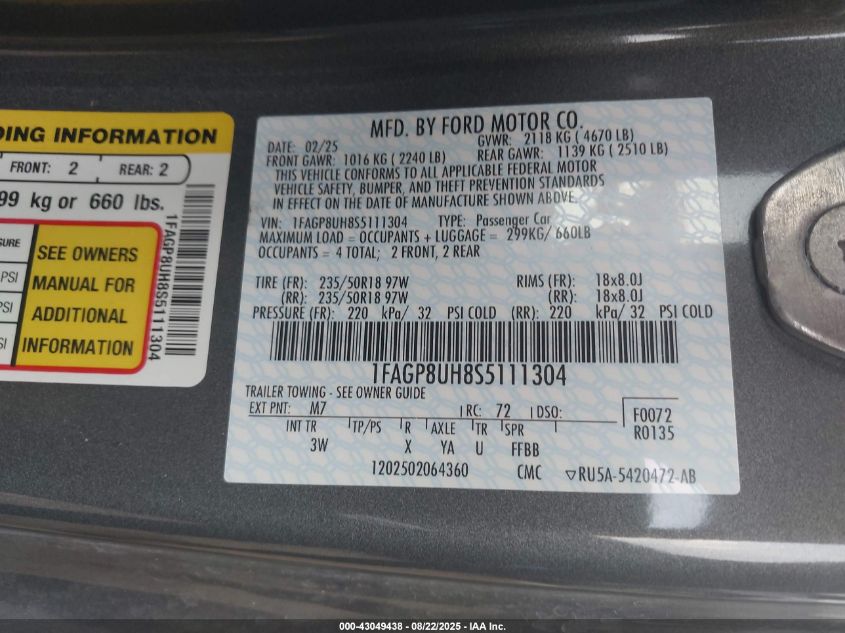 DING INFORMATION
FRONT: 2 REAR: 2
99 kg or 660 lbs.
SURE
PSI
PSI
SI
SEE OWNERS
MANUAL FOR
ADDITIONAL
INFORMATION
1FAGP8UH8S5111304
MFD. BY FORD MOTOR CO.
DATE: 02/25 GVWR: 2118 KG ( 4670 LB)
FRONT GAWR: 1016 KG ( 2240 LB) REAR GAWR: 1139 KG ( 2510 LB)
THIS VEHICLE CONFORMS TO ALL APPLICABLE FEDERAL MOTOR
VEHICLE SAFETY, BUMPER, AND THEFT PREVENTION STANDARDS
IN EFFECT ON THE DATE OF MANUFACTURE SHOWN ABOVE.
VIN: 1FAGP8UH8S5111304 TYPE: Passenger Car
MAXIMUM LOAD = OCCUPANTS + LUGGAGE = 299KG/ 660LB
OCCUPANTS = 4 TOTAL; 2 FRONT, 2 REAR
TIRE (FR): 235/50R18 97W RIMS (FR): 18x8.0J
(RR): 235/50R18 97W (RR): 18x8.0J
PRESSURE (FR): 220 kPa/ 32 PSI COLD (RR): 220 kPa/ 32 PSI COLD
1FAGP8UH8S5111304
TRAILER TOWING - SEE OWNER GUIDE
EXT PNT: M7 RC: 72 DSO:
F0072
R0135
INT TR TP/PS R AXLE TR SPR
3W X YA U FFBB
1202502064360 CMC ▽RU5A-5420472-AB
000-43049438 - 08/22/2025 - IAA Inc.